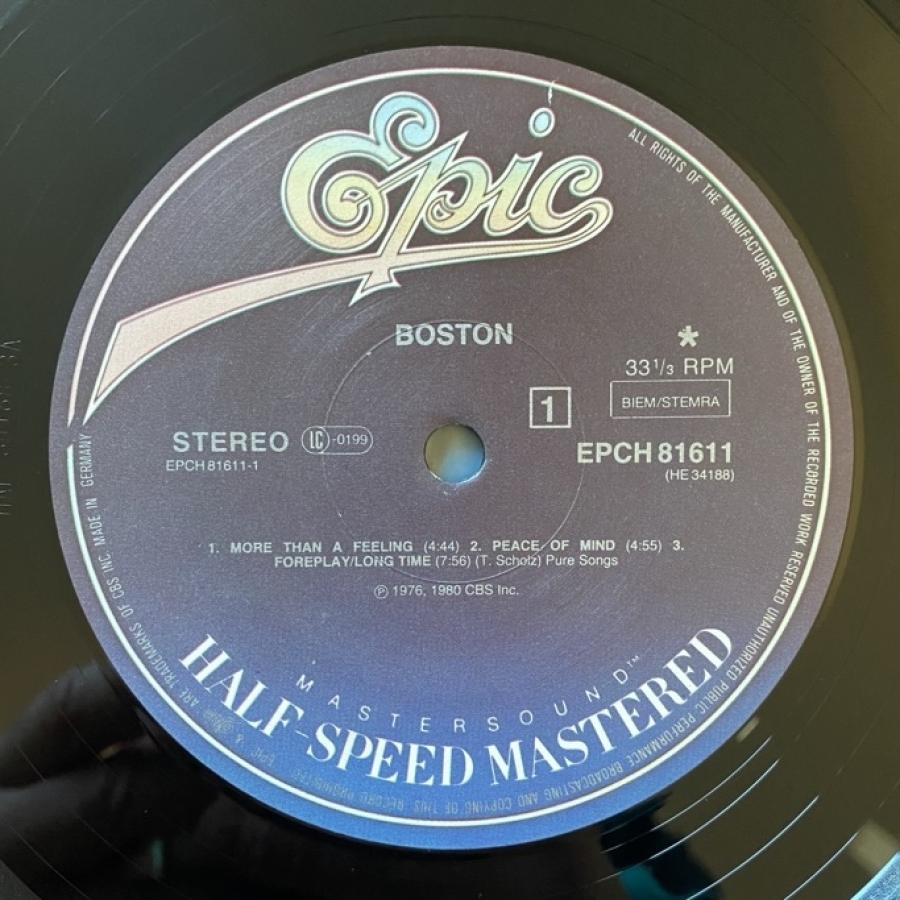 Epic
BOSTON
*
33 1/3 RPM
BIEM/STEMRA
1
STEREO LC-0199
EPCH 81611-1
EPCH 81611
(HE 34188)
1. MORE THAN A FEELING (4:44) 2. PEACE OF MIND (4:55) 3.
FOREPLAY/LONG TIME (7:56) (T. Scholz) Pure Songs
℗ 1976, 1980 CBS Inc.
MASTERSOUND™
HALF-SPEED MASTERED
ALL RIGHTS OF THE MANUFACTURER AND OF THE OWNER OF THE RECORDED WORK RESERVED UNAUTHORIZED PUBLIC PERFORMANCE BROADCASTING AND COPYING OF THIS RECORD PROHIBITED
EPIC & Epic ARE TRADEMARKS OF CBS INC. MADE IN GERMANY